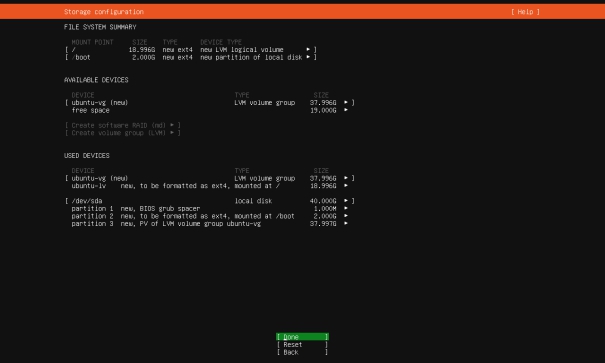 Storage configuration [ Help ]
FILE SYSTEM SUMMARY
MOUNT POINT SIZE TYPE DEVICE TYPE
[ / 18.996G new ext4 new LVM logical volume ▸ ]
[ /boot 2.000G new ext4 new partition of local disk ▸ ]
AVAILABLE DEVICES
DEVICE TYPE SIZE
[ ubuntu-vg (new) LVM volume group 37.996G ▸ ]
free space 19.000G ▸
[ Create software RAID (md) ▸ ]
[ Create volume group (LVM) ▸ ]
USED DEVICES
DEVICE TYPE SIZE
[ ubuntu-vg (new) LVM volume group 37.996G ▸ ]
ubuntu-lv new, to be formatted as ext4, mounted at / 18.996G ▸
[ /dev/sda local disk 40.000G ▸ ]
partition 1 new, BIOS grub spacer 1.000M ▸
partition 2 new, to be formatted as ext4, mounted at /boot 2.000G ▸
partition 3 new, PV of LVM volume group ubuntu-vg 37.997G ▸
[ Done ]
[ Reset ]
[ Back ]